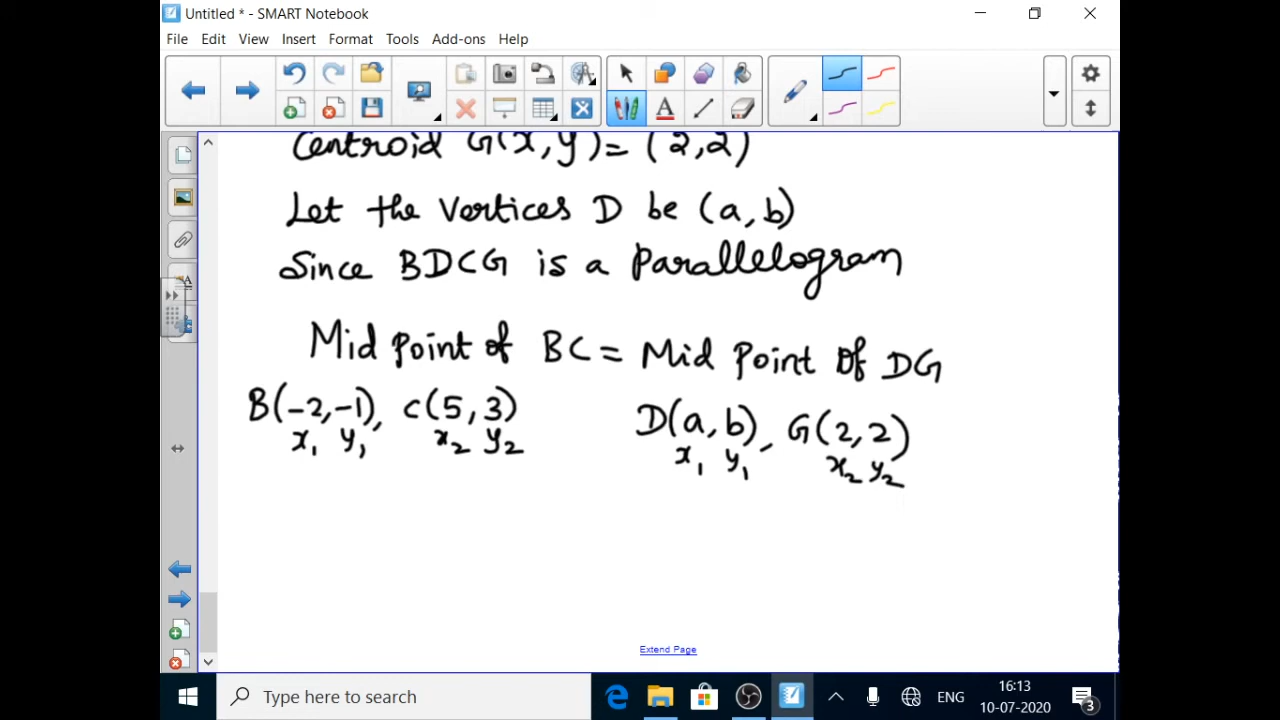 Untitled * - SMART Notebook
File Edit View Insert Format Tools Add-ons Help
Centroid G(x,y)=(2,2)
Let the Vertices D be (a,b)
Since BDCG is a Parallelogram
Mid Point of BC = Mid Point Of DG
B(-2,-1), C(5,3) D(a,b), G(2,2)
x₁ y₁ x₂ y₂ x₁ y₁ x₂ y₂
Extend Page
Type here to search
ENG
16:13
10-07-2020
3